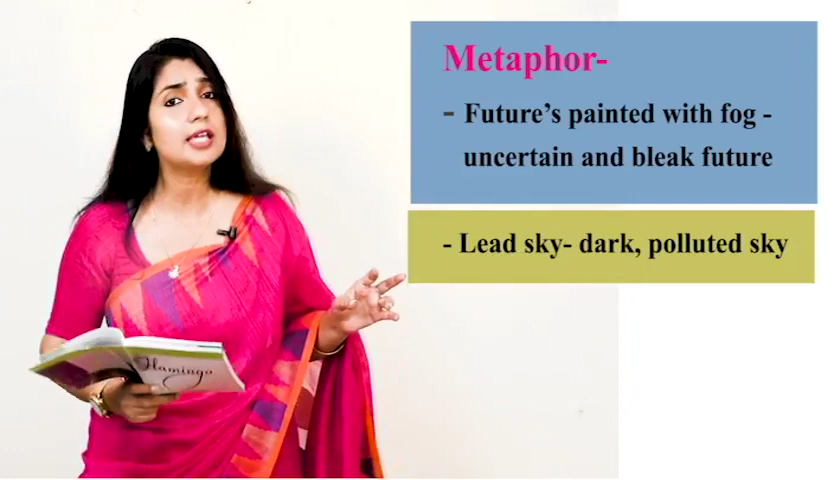 Metaphor-
- Future's painted with fog -
uncertain and bleak future
- Lead sky- dark, polluted sky
Flamingo